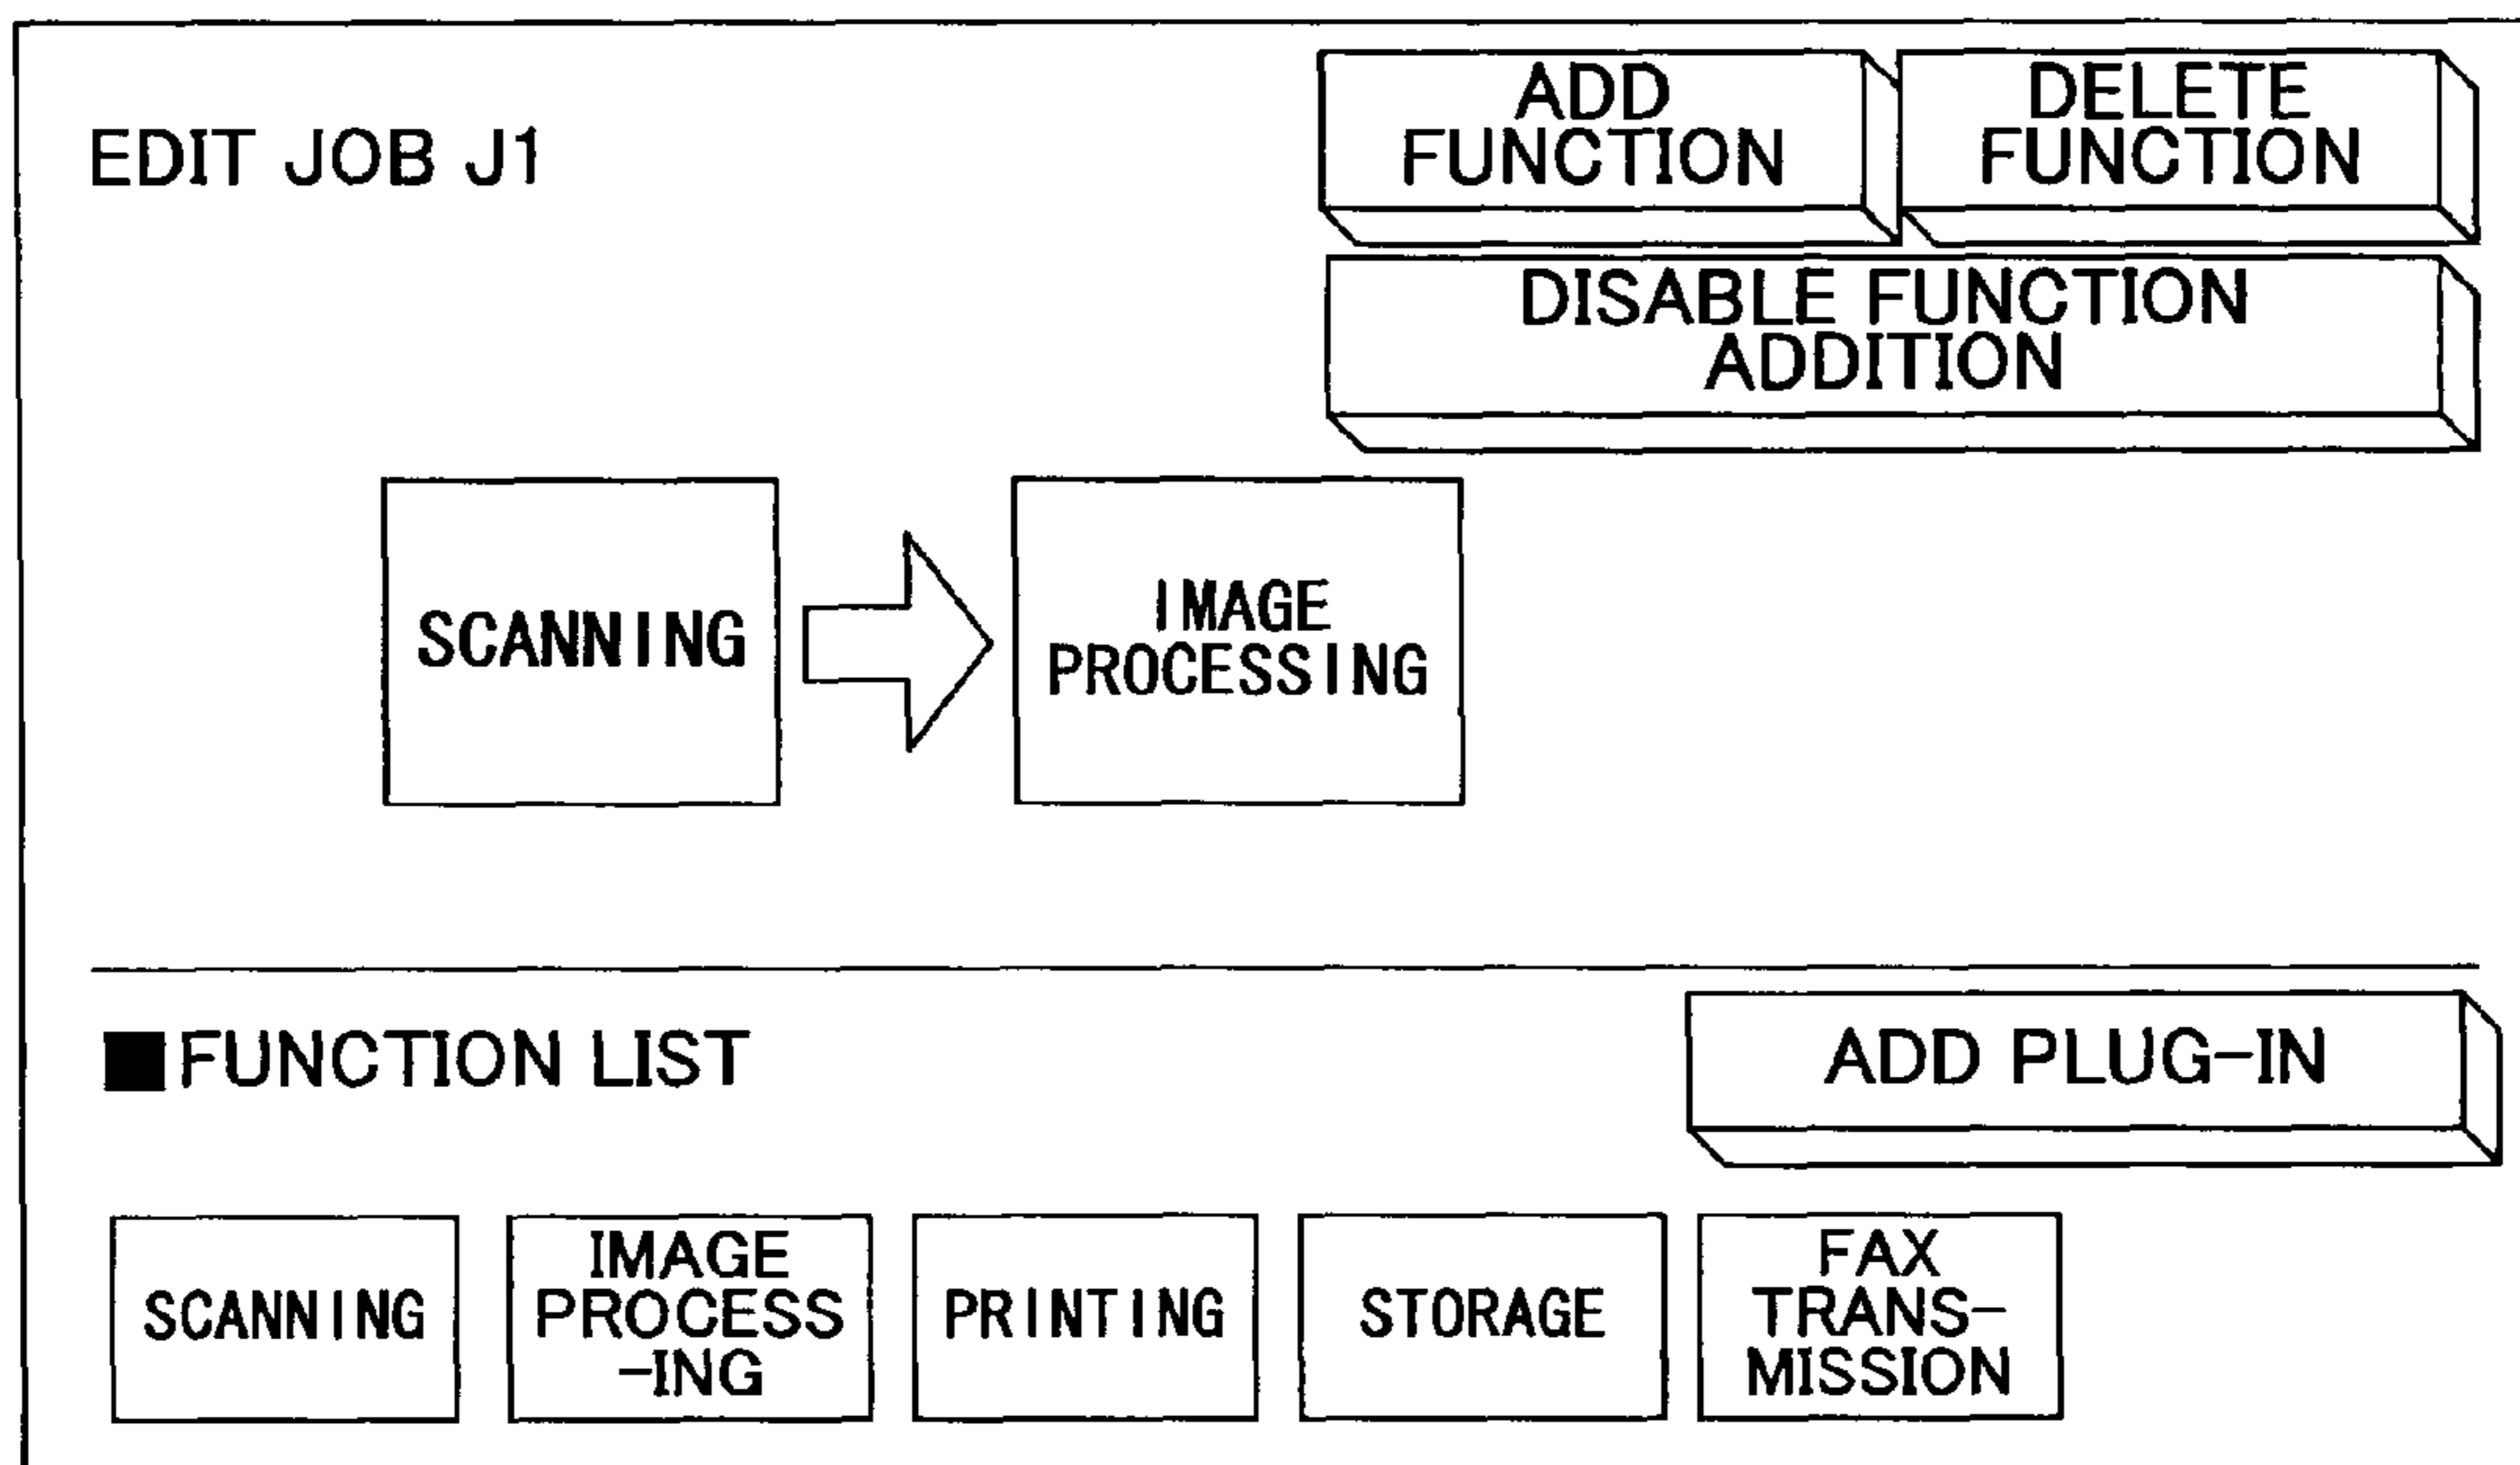 EDIT JOB J1
ADD
FUNCTION
DELETE
FUNCTION
DISABLE FUNCTION
ADDITION
SCANNING
IMAGE
PROCESSING
■FUNCTION LIST
ADD PLUG-IN
SCANNING
IMAGE
PROCESS
-ING
PRINTING
STORAGE
FAX
TRANS-
MISSION